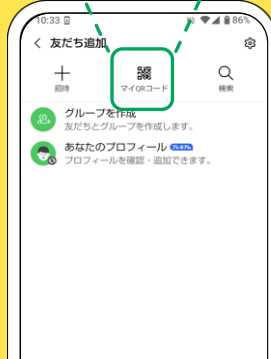 10:33 86%
友だち追加
招待 マイQRコード 検索
グループを作成
友だちとグループを作成します。
あなたのプロフィール プレミアム
プロフィールを確認・追加できます。